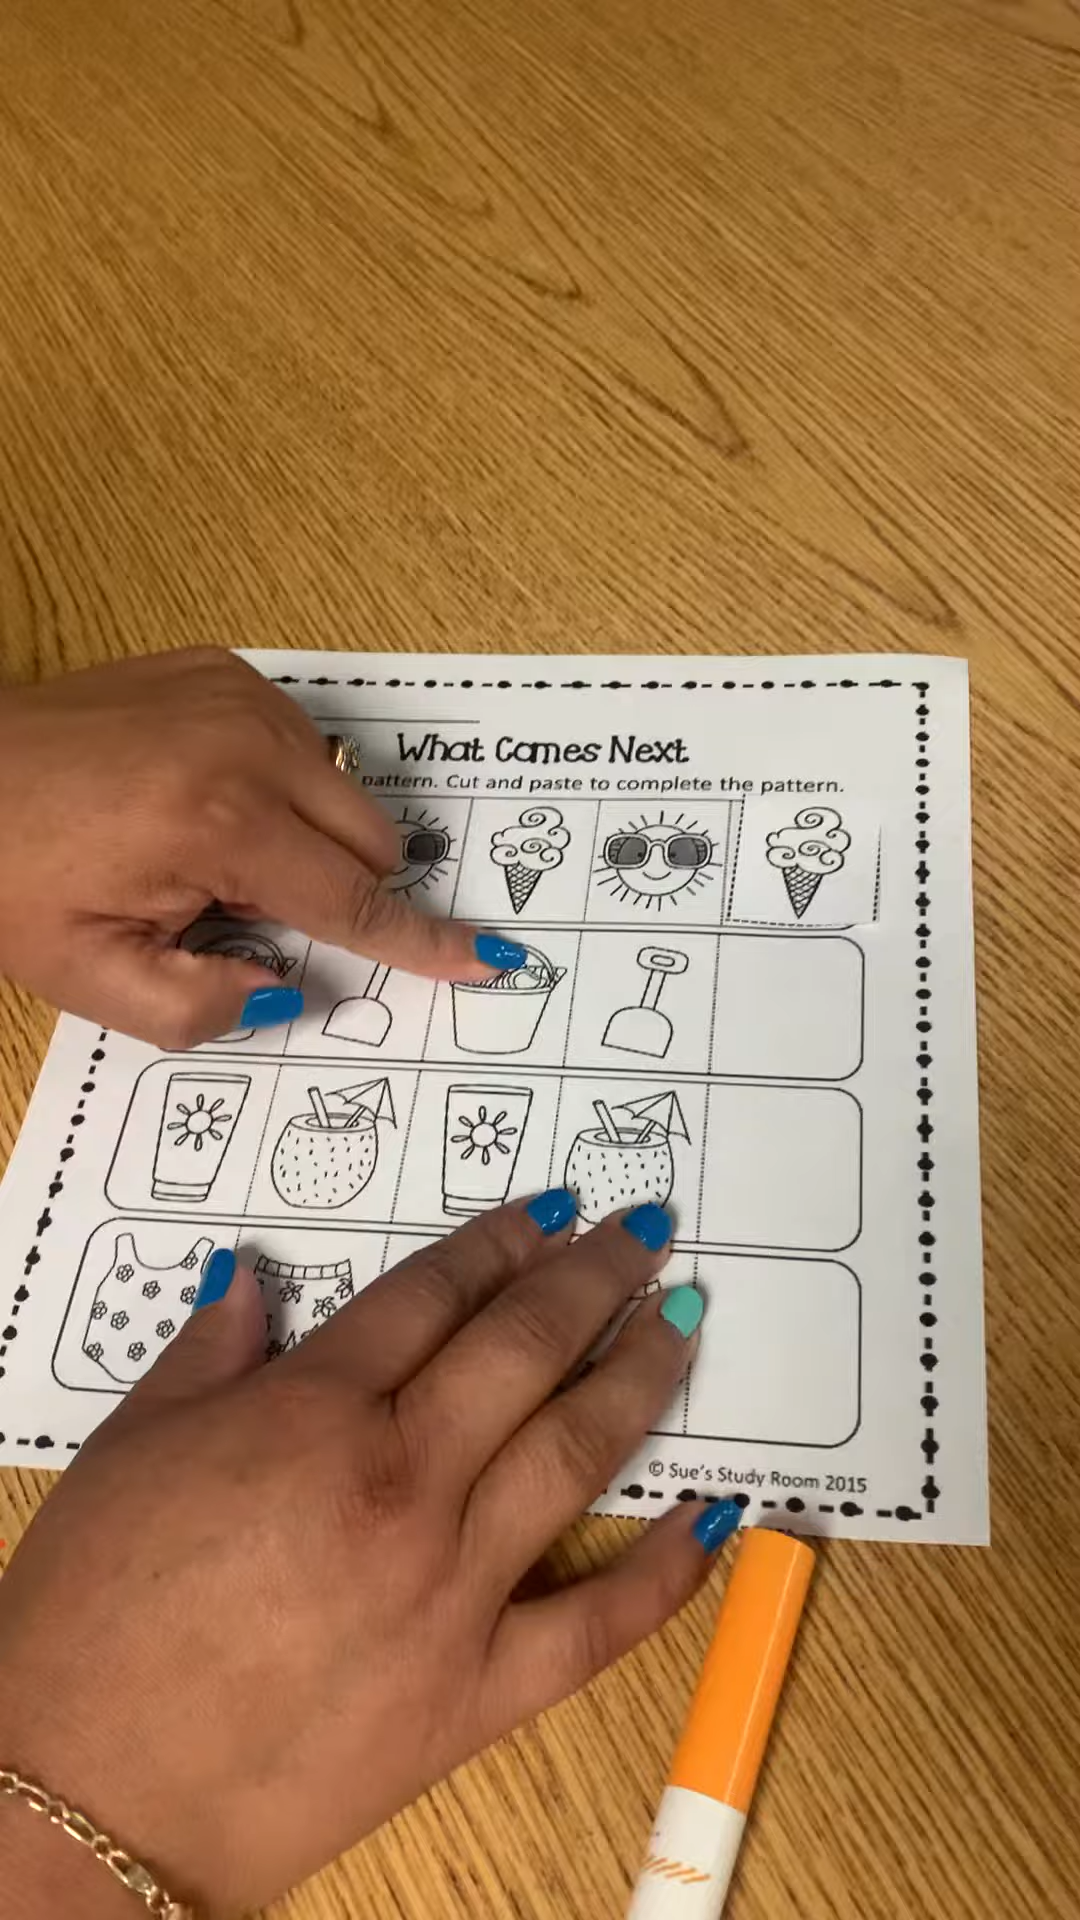 What Comes Next
pattern. Cut and paste to complete the pattern.
© Sue's Study Room 2015